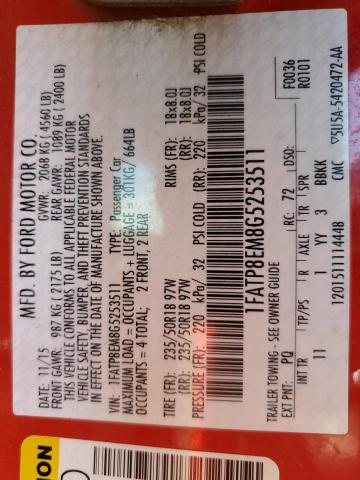 MFD. BY FORD MOTOR CO.
DATE: 11/15 GVWR: 2068 KG ( 4560 LB)
FRONT GAWR: 987 KG ( 2175 LB) REAR GAWR: 1089 KG ( 2400 LB)
THIS VEHICLE CONFORMS TO ALL APPLICABLE FEDERAL MOTOR
VEHICLE SAFETY, BUMPER, AND THEFT PREVENTION STANDARDS
IN EFFECT ON THE DATE OF MANUFACTURE SHOWN ABOVE.
VIN: 1FATP8EM8G5253511 TYPE: Passenger Car
MAXIMUM LOAD = OCCUPANTS + LUGGAGE = 301KG / 664LB
OCCUPANTS = 4 TOTAL; 2 FRONT, 2 REAR
TIRE (FR): 235/50R18 97W RIMS (FR): 18x8.0J
TIRE (RR): 235/50R18 97W RIMS (RR): 18x8.0J
PRESSURE (FR): 220 kPa/ 32 PSI COLD (RR): 220 kPa/ 32 PSI COLD
1FATP8EM8G5253511
F0036
R0101
TRAILER TOWING - SEE OWNER GUIDE
EXT PNT: PQ RC: 72 DSO:
INT TR TP/PS R AXLE TR SPR
11 1 YY 3 BBKK
1201511114448 CMC ▽5U5A-5420472-AA
ON